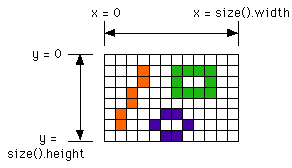 x = 0
x = size().width
y = 0
y =
size().height